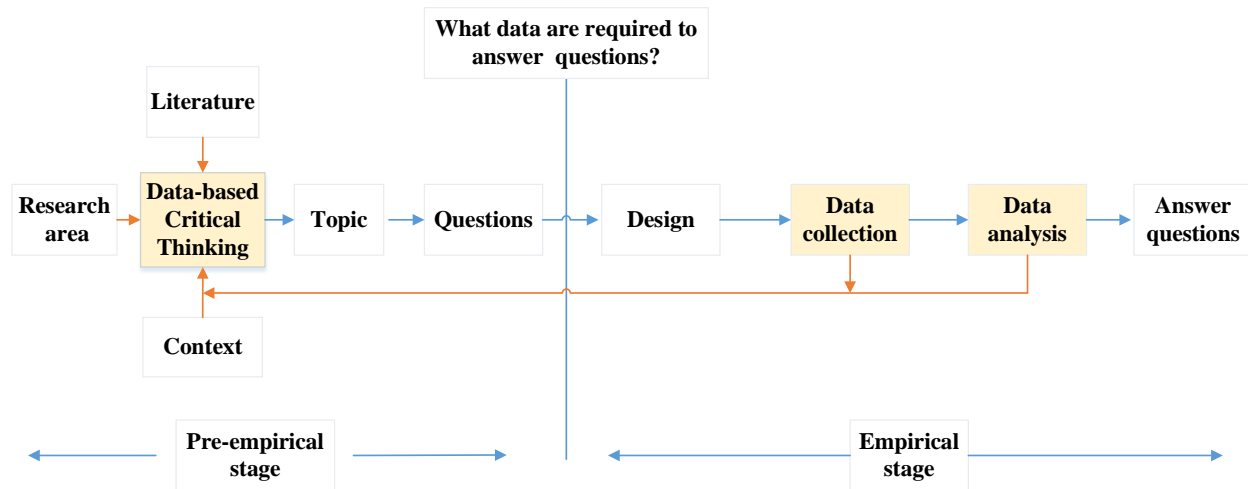 What data are required to
answer questions?
Literature
Research
area
Data-based
Critical
Thinking
Topic
Questions
Design
Data
collection
Data
analysis
Answer
questions
Context
Pre-empirical
stage
Empirical
stage